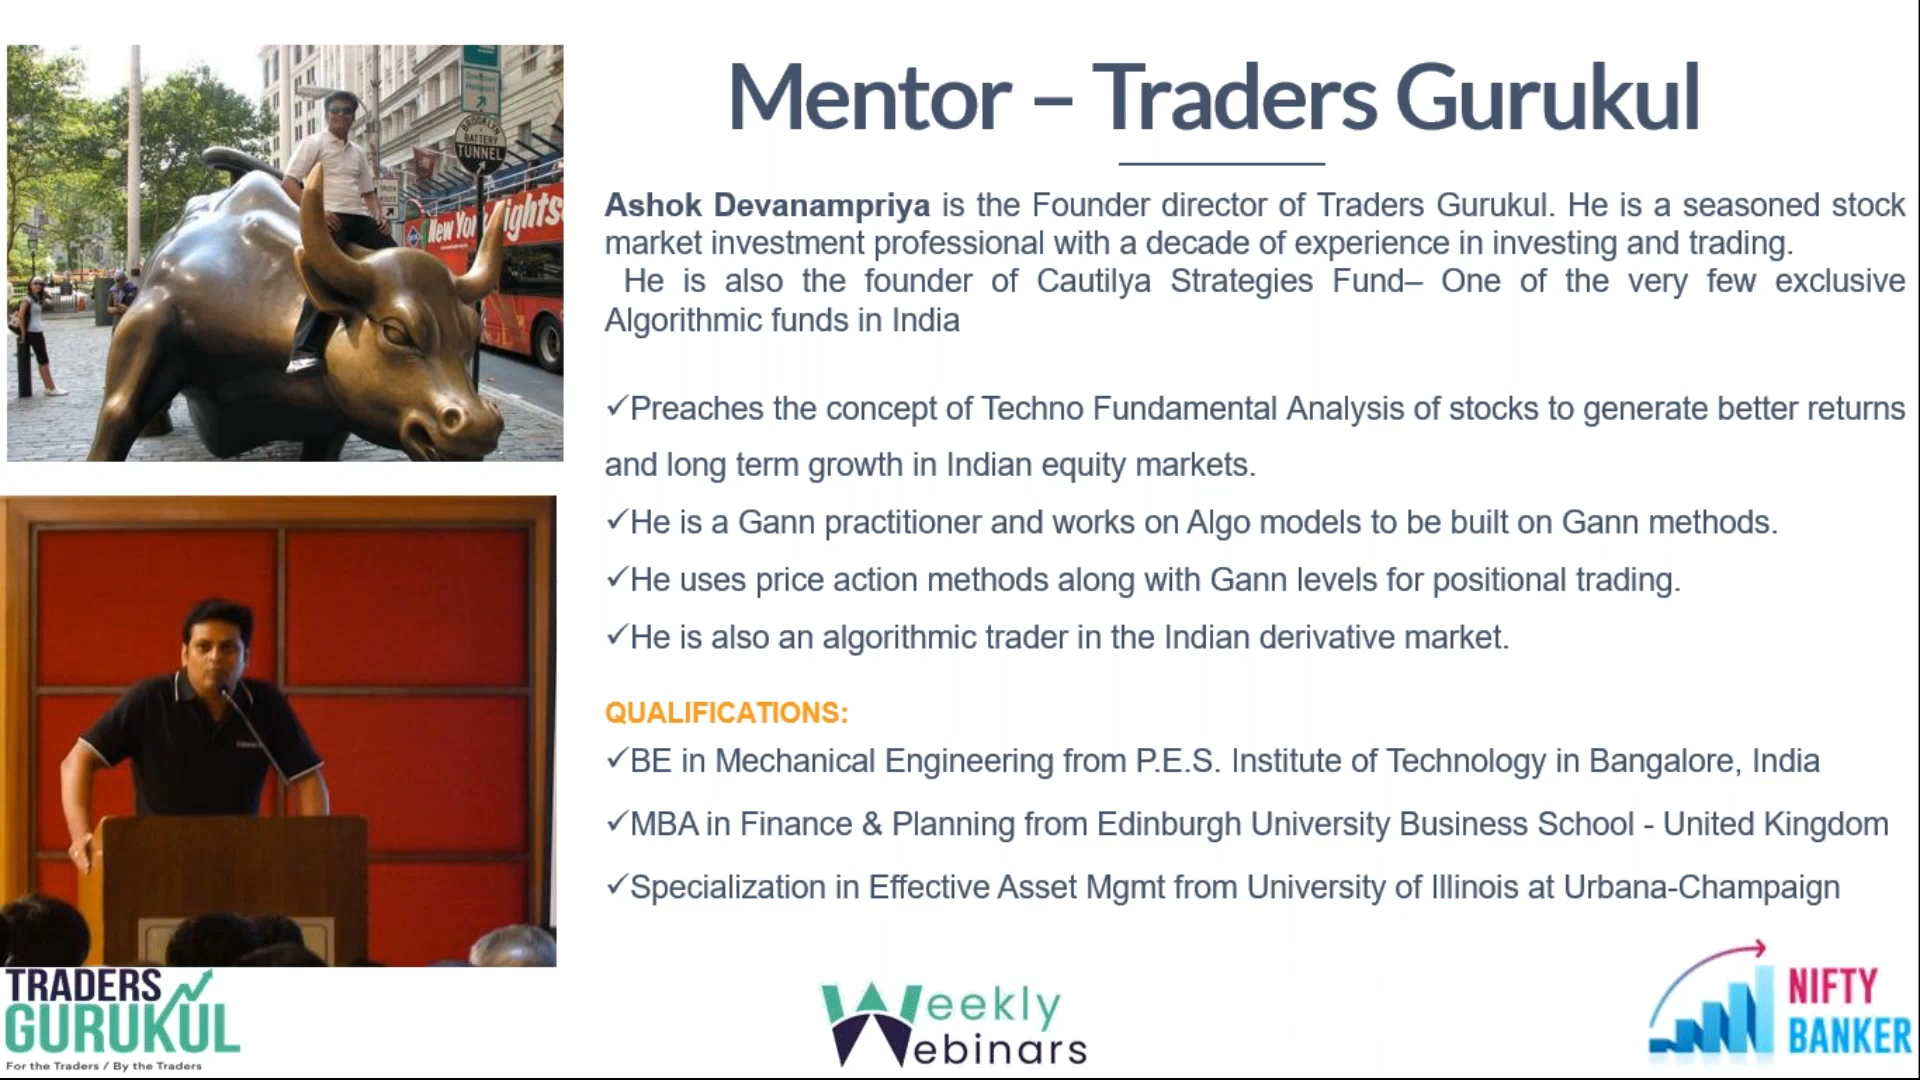 Mentor – Traders Gurukul
Ashok Devanampriya is the Founder director of Traders Gurukul. He is a seasoned stock
market investment professional with a decade of experience in investing and trading.
He is also the founder of Cautilya Strategies Fund– One of the very few exclusive
Algorithmic funds in India
✓Preaches the concept of Techno Fundamental Analysis of stocks to generate better returns
and long term growth in Indian equity markets.
✓He is a Gann practitioner and works on Algo models to be built on Gann methods.
✓He uses price action methods along with Gann levels for positional trading.
✓He is also an algorithmic trader in the Indian derivative market.
QUALIFICATIONS:
✓BE in Mechanical Engineering from P.E.S. Institute of Technology in Bangalore, India
✓MBA in Finance & Planning from Edinburgh University Business School - United Kingdom
✓Specialization in Effective Asset Mgmt from University of Illinois at Urbana-Champaign
BROOKLYN
BATTERY
TUNNEL
New York
ights
TRADERS
GURUKUL
For the Traders / By the Traders
Weekly
Webinars
NIFTY
BANKER